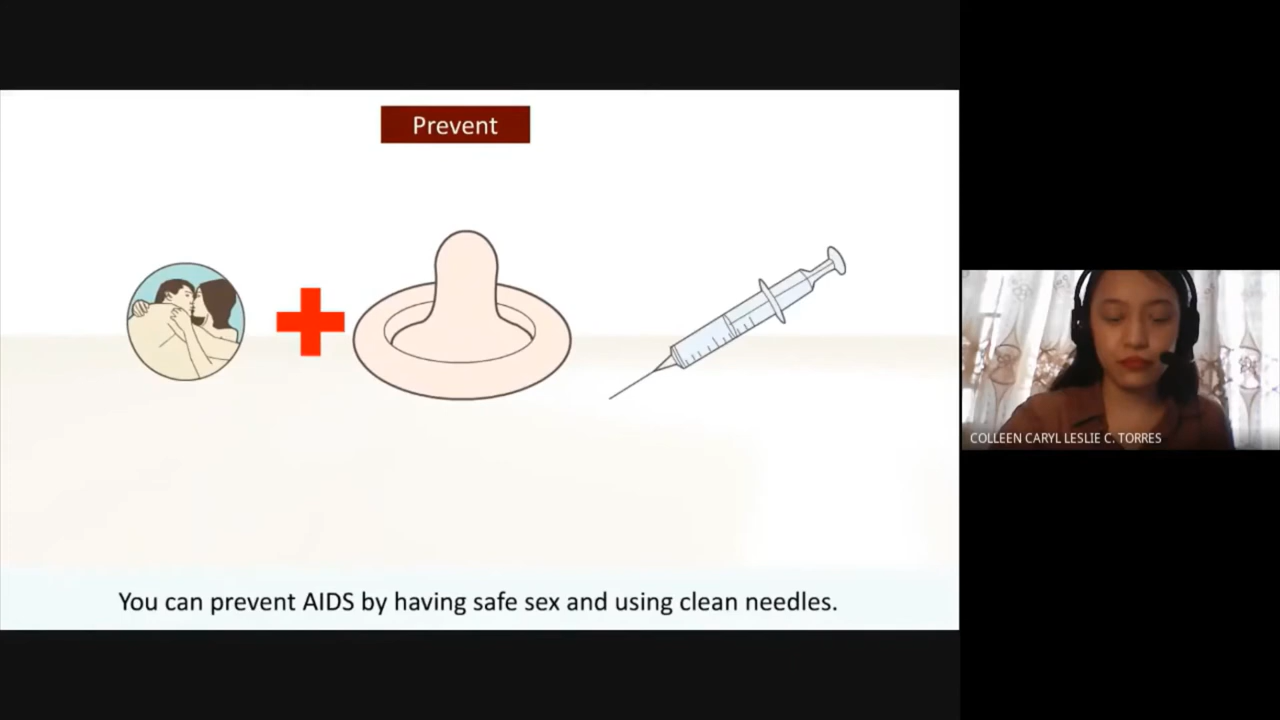 Prevent
COLLEEN CARYL LESLIE C. TORRES
You can prevent AIDS by having safe sex and using clean needles.